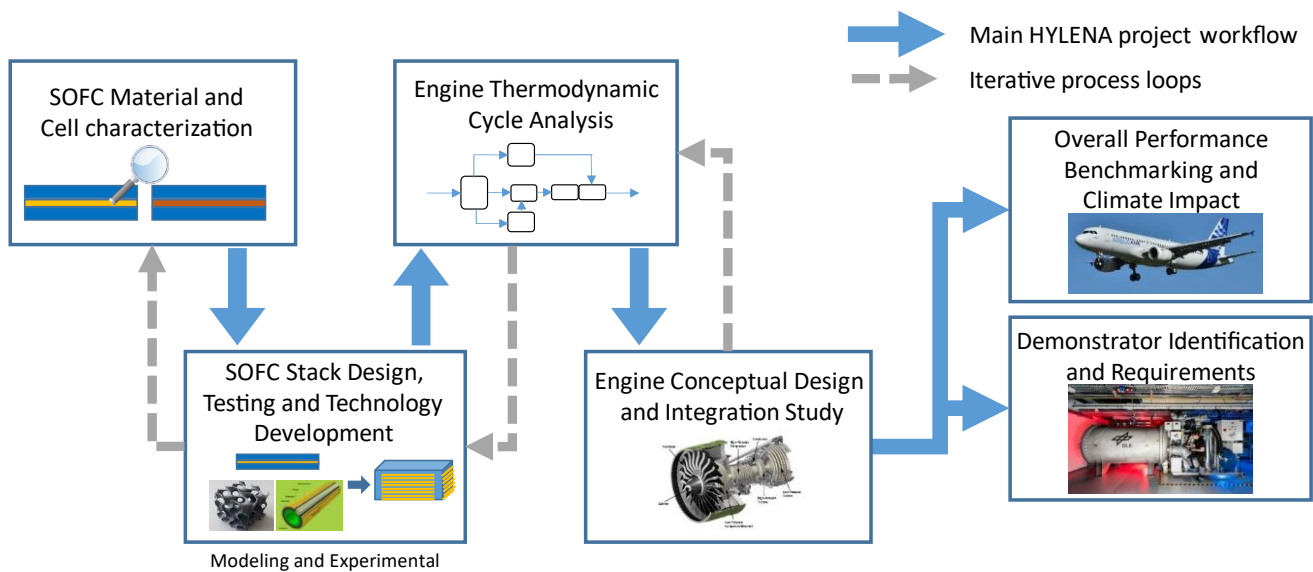 Main HYLENA project workflow
Iterative process loops
SOFC Material and
Cell characterization
Engine Thermodynamic
Cycle Analysis
Overall Performance
Benchmarking and
Climate Impact
SOFC Stack Design,
Testing and Technology
Development
Modeling and Experimental
Engine Conceptual Design
and Integration Study
Demonstrator Identification
and Requirements
DLR